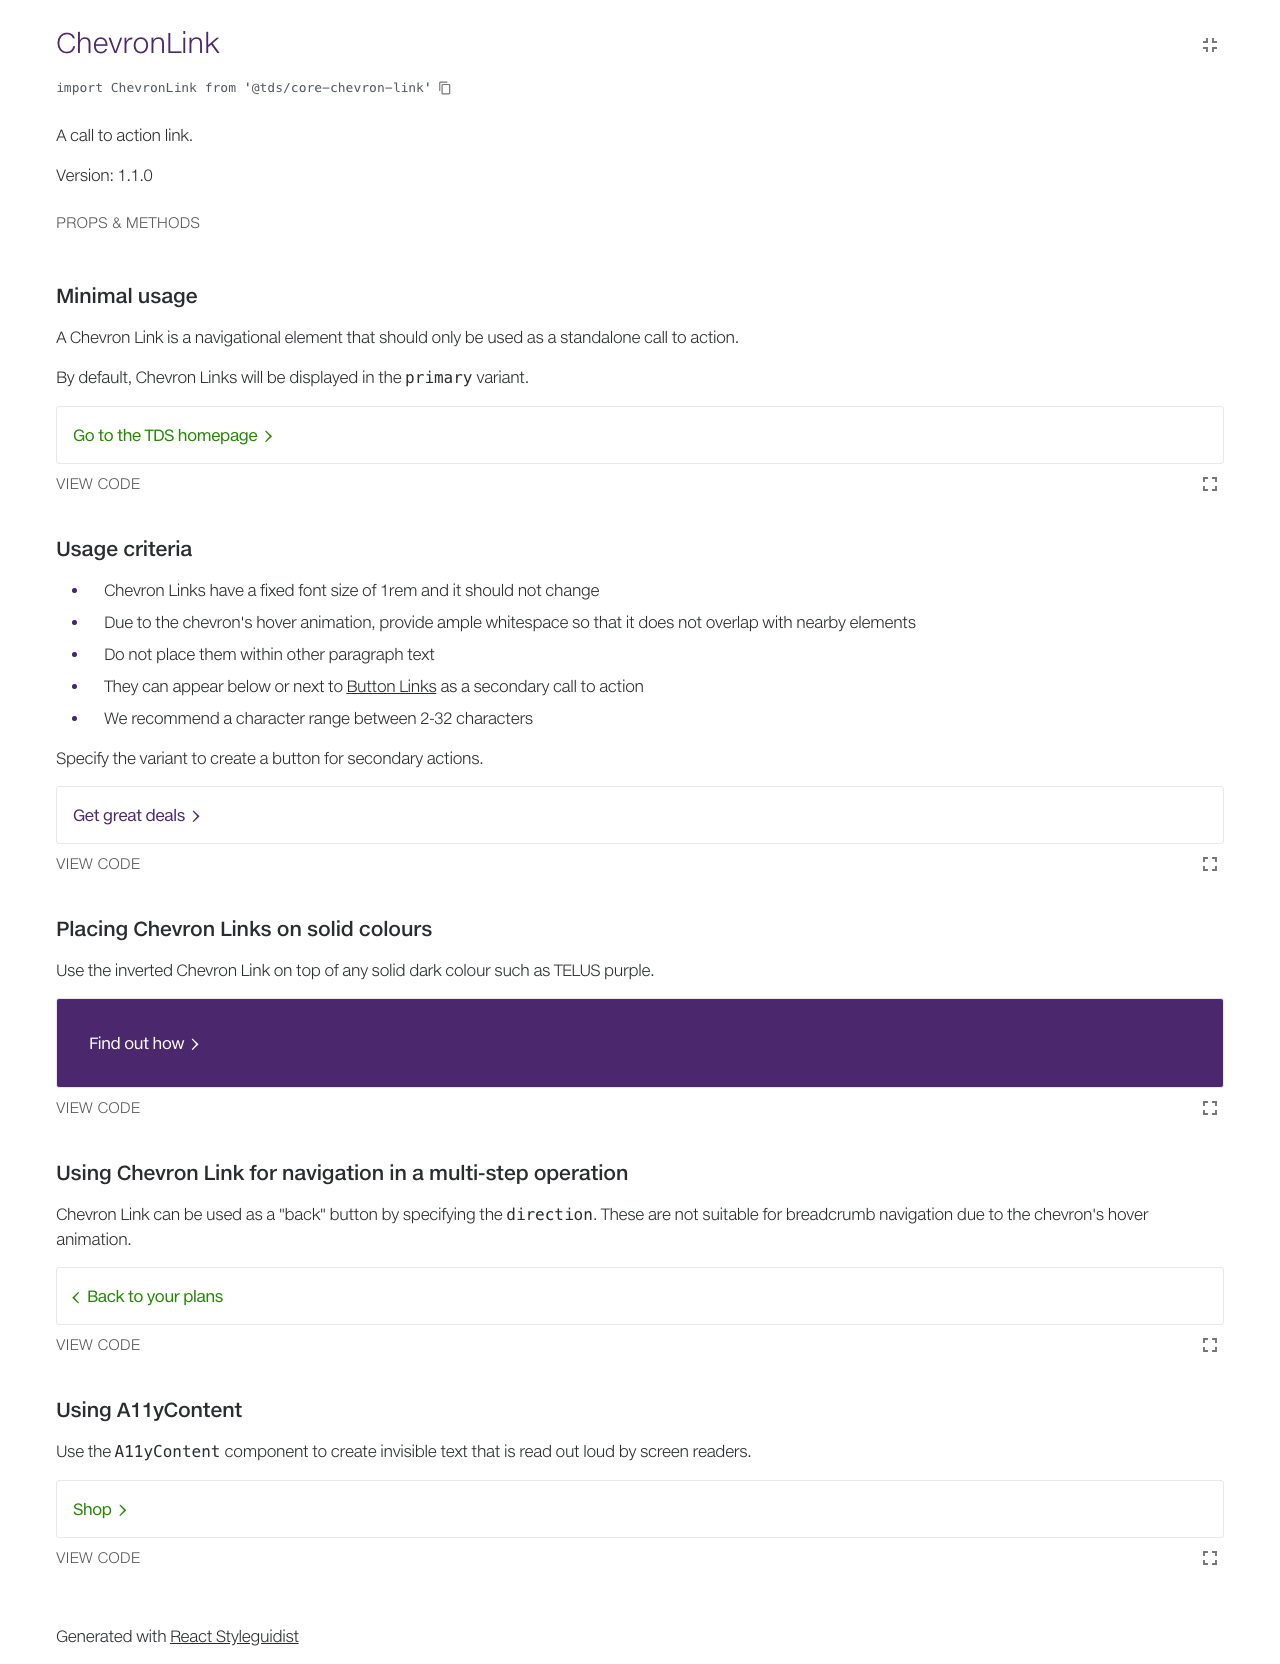 ChevronLink
import ChevronLink from '@tds/core-chevron-link'
A call to action link.
Version: 1.1.0
PROPS & METHODS
Minimal usage
A Chevron Link is a navigational element that should only be used as a standalone call to action.
By default, Chevron Links will be displayed in the primary variant.
Go to the TDS homepage
VIEW CODE
Usage criteria
Chevron Links have a fixed font size of 1rem and it should not change
Due to the chevron's hover animation, provide ample whitespace so that it does not overlap with nearby elements
Do not place them within other paragraph text
They can appear below or next to Button Links as a secondary call to action
We recommend a character range between 2-32 characters
Specify the variant to create a button for secondary actions.
Get great deals
VIEW CODE
Placing Chevron Links on solid colours
Use the inverted Chevron Link on top of any solid dark colour such as TELUS purple.
Find out how
VIEW CODE
Using Chevron Link for navigation in a multi-step operation
Chevron Link can be used as a "back" button by specifying the direction. These are not suitable for breadcrumb navigation due to the chevron's hover
animation.
Back to your plans
VIEW CODE
Using A11yContent
Use the A11yContent component to create invisible text that is read out loud by screen readers.
Shop
VIEW CODE
Generated with React Styleguidist